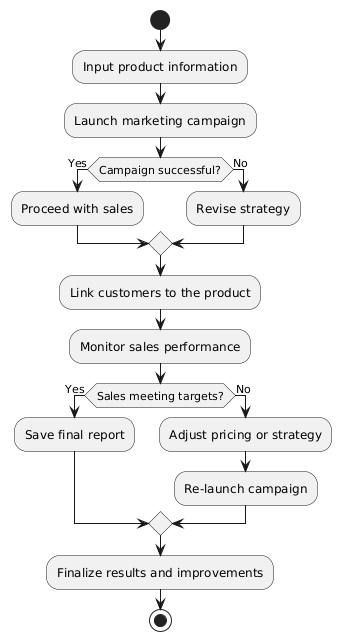 Input product information
Launch marketing campaign
Yes
Campaign successful?
No
Proceed with sales
Revise strategy
Link customers to the product
Monitor sales performance
Yes
Sales meeting targets?
No
Save final report
Adjust pricing or strategy
Re-launch campaign
Finalize results and improvements